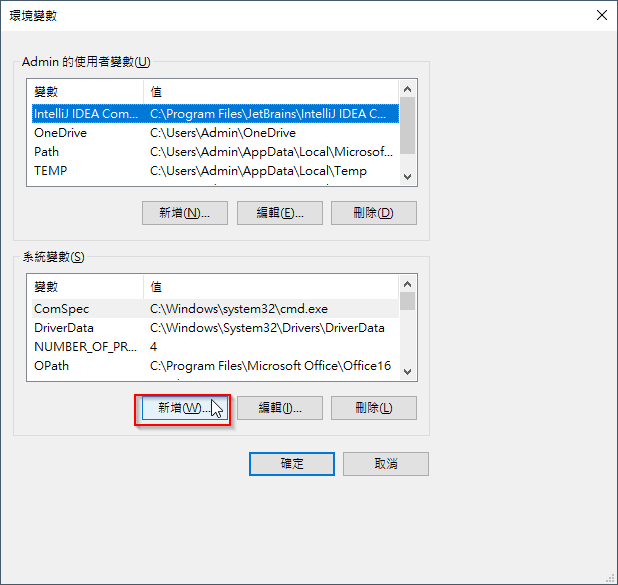 環境變數
Admin 的使用者變數(U)
變數 值
IntelliJ IDEA Com... C:\Program Files\JetBrains\IntelliJ IDEA C...
OneDrive C:\Users\Admin\OneDrive
Path C:\Users\Admin\AppData\Local\Microsof...
TEMP C:\Users\Admin\AppData\Local\Temp
新增(N)... 編輯(E)... 刪除(D)
系統變數(S)
變數 值
ComSpec C:\Windows\system32\cmd.exe
DriverData C:\Windows\System32\Drivers\DriverData
NUMBER_OF_PR... 4
OPath C:\Program Files\Microsoft Office\Office16
新增(W)... 編輯(I)... 刪除(L)
確定 取消